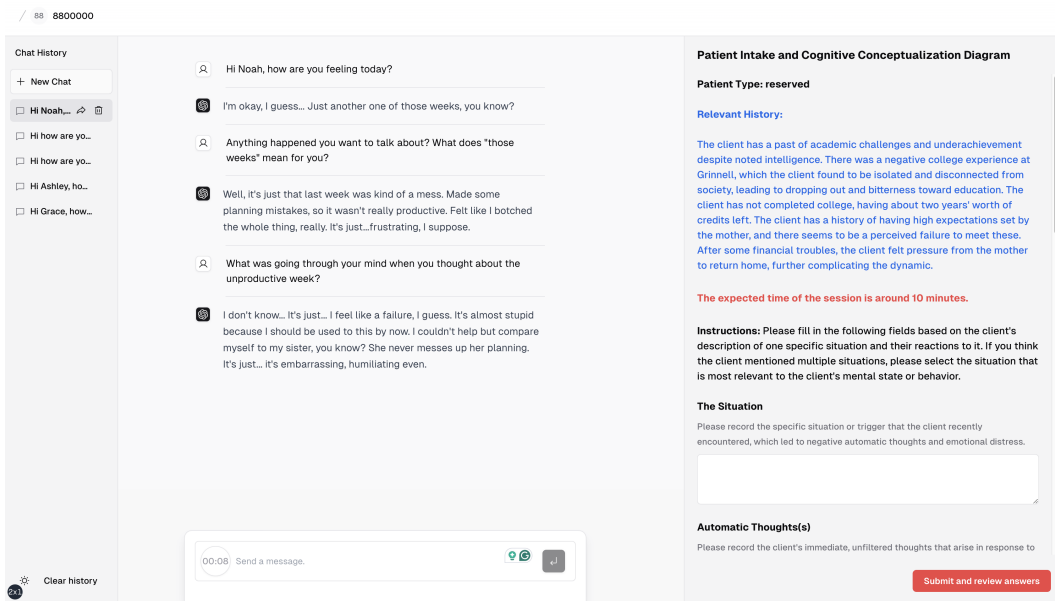 / 88 8800000
Chat History
+ New Chat
Hi Noah,...
Hi how are yo...
Hi how are yo...
Hi Ashley, ho...
Hi Grace, how...
Clear history
2x1
Hi Noah, how are you feeling today?
I'm okay, I guess... Just another one of those weeks, you know?
Anything happened you want to talk about? What does "those
weeks" mean for you?
Well, it's just that last week was kind of a mess. Made some
planning mistakes, so it wasn't really productive. Felt like I botched
the whole thing, really. It's just...frustrating, I suppose.
What was going through your mind when you thought about the
unproductive week?
I don't know... It's just... I feel like a failure, I guess. It's almost stupid
because I should be used to this by now. I couldn't help but compare
myself to my sister, you know? She never messes up her planning.
It's just... it's embarrassing, humiliating even.
00:08 Send a message.
Patient Intake and Cognitive Conceptualization Diagram
Patient Type: reserved
Relevant History:
The client has a past of academic challenges and underachievement
despite noted intelligence. There was a negative college experience at
Grinnell, which the client found to be isolated and disconnected from
society, leading to dropping out and bitterness toward education. The
client has not completed college, having about two years' worth of
credits left. The client has a history of having high expectations set by
the mother, and there seems to be a perceived failure to meet these.
After some financial troubles, the client felt pressure from the mother
to return home, further complicating the dynamic.
The expected time of the session is around 10 minutes.
Instructions: Please fill in the following fields based on the client's
description of one specific situation and their reactions to it. If you think
the client mentioned multiple situations, please select the situation that
is most relevant to the client's mental state or behavior.
The Situation
Please record the specific situation or trigger that the client recently
encountered, which led to negative automatic thoughts and emotional distress.
Automatic Thoughts(s)
Please record the client's immediate, unfiltered thoughts that arise in response to
Submit and review answers